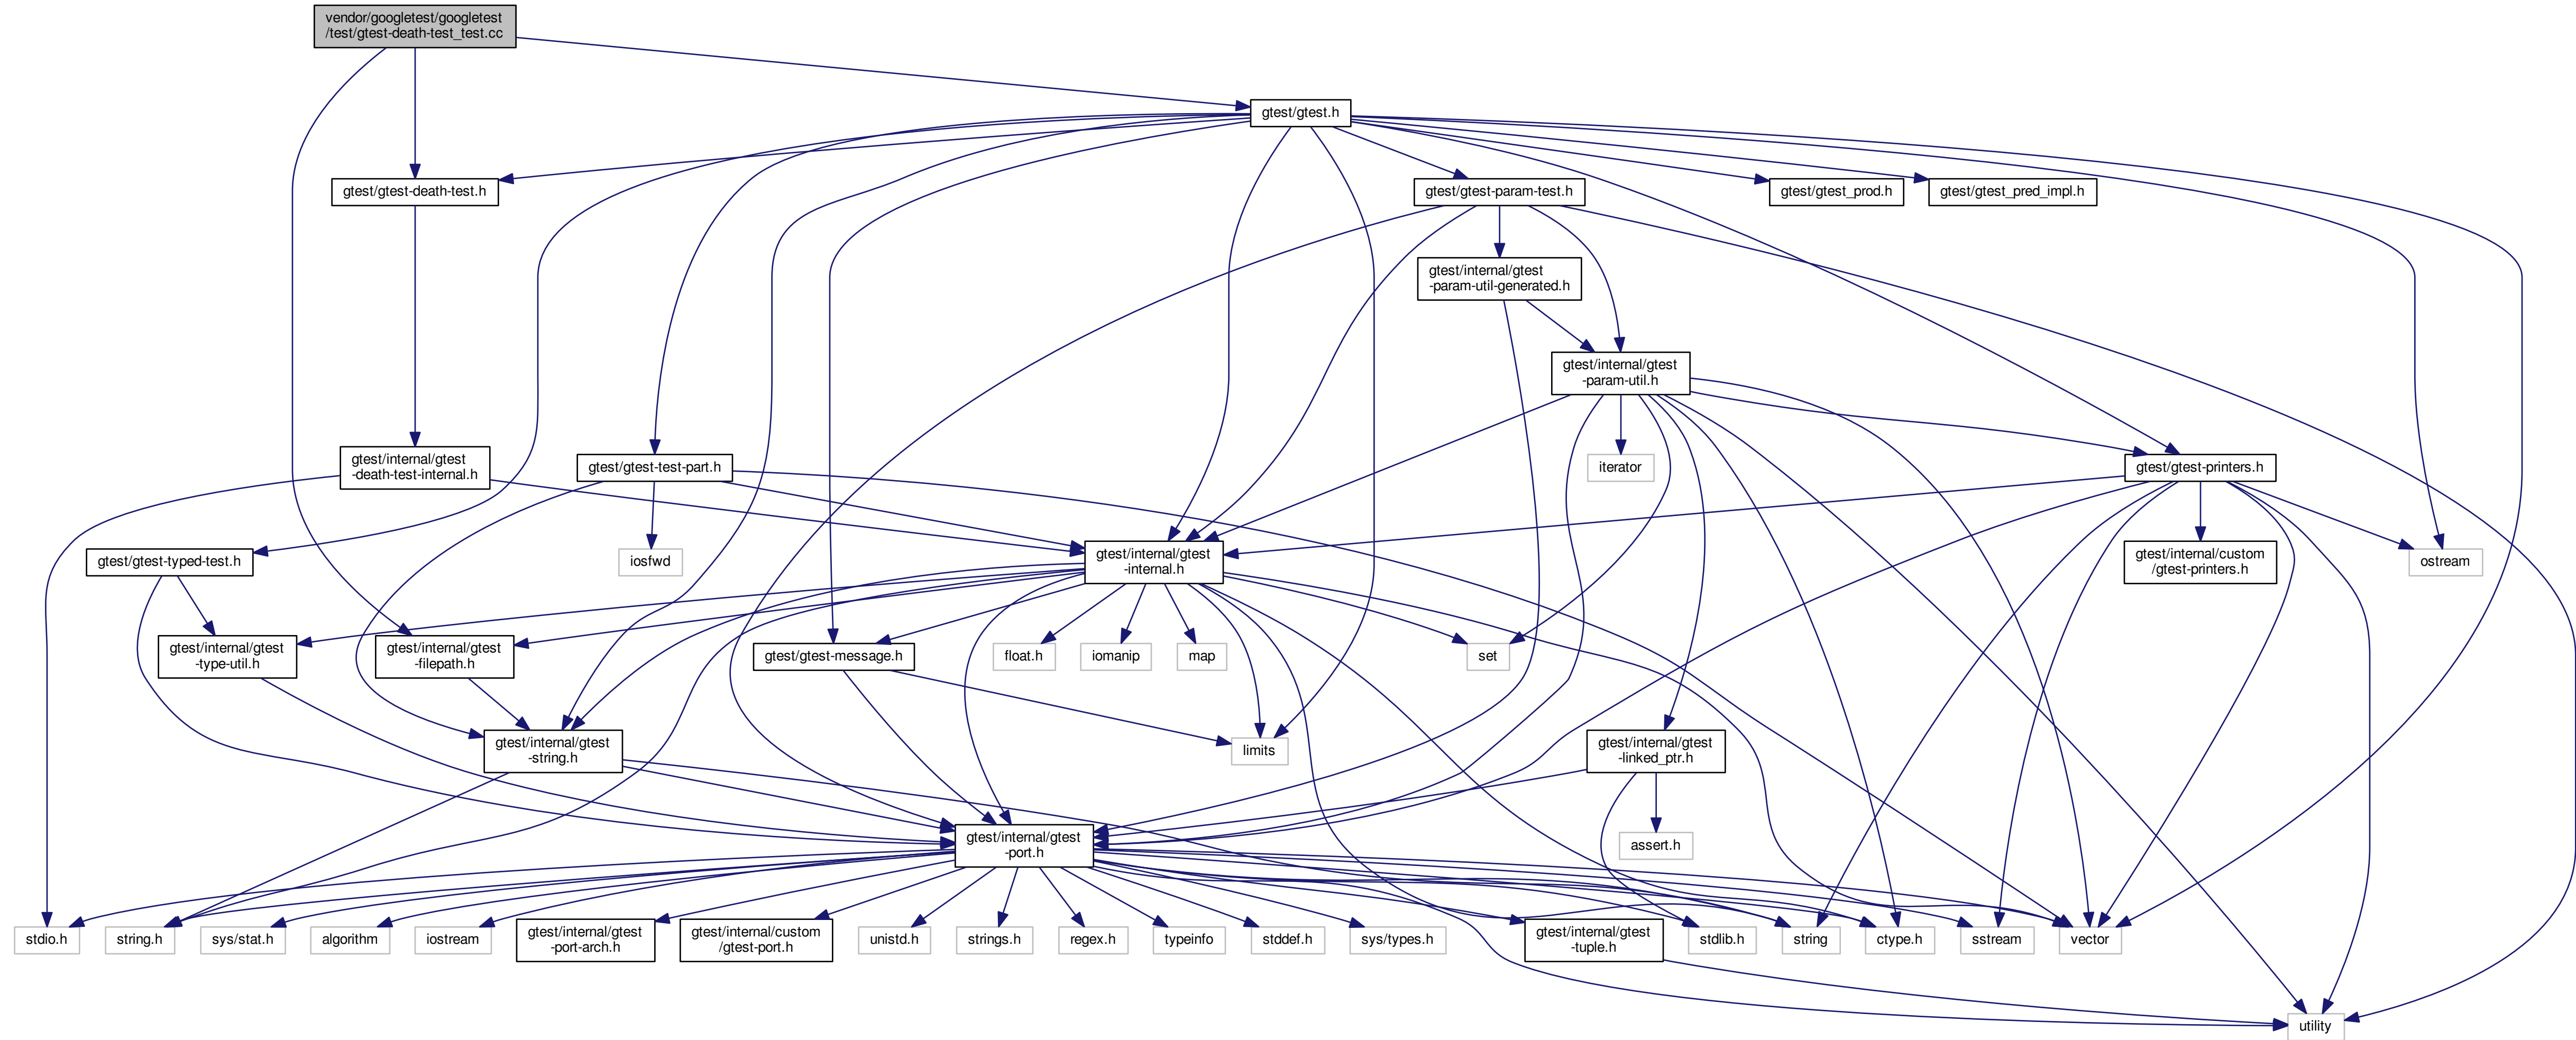 vendor/googletest/googletest
/test/gtest-death-test_test.cc
gtest/gtest.h
gtest/gtest-death-test.h
gtest/gtest-param-test.h
gtest/gtest_prod.h
gtest/gtest_pred_impl.h
gtest/internal/gtest
-param-util-generated.h
gtest/internal/gtest
-param-util.h
gtest/internal/gtest
-death-test-internal.h
gtest/gtest-test-part.h
iterator
gtest/gtest-printers.h
gtest/gtest-typed-test.h
iosfwd
gtest/internal/gtest
-internal.h
gtest/internal/custom
/gtest-printers.h
ostream
gtest/internal/gtest
-type-util.h
gtest/internal/gtest
-filepath.h
gtest/gtest-message.h
float.h
iomanip
map
set
gtest/internal/gtest
-string.h
limits
gtest/internal/gtest
-linked_ptr.h
gtest/internal/gtest
-port.h
assert.h
stdio.h
string.h
sys/stat.h
algorithm
iostream
gtest/internal/gtest
-port-arch.h
gtest/internal/custom
/gtest-port.h
unistd.h
strings.h
regex.h
typeinfo
stddef.h
sys/types.h
gtest/internal/gtest
-tuple.h
stdlib.h
string
ctype.h
sstream
vector
utility